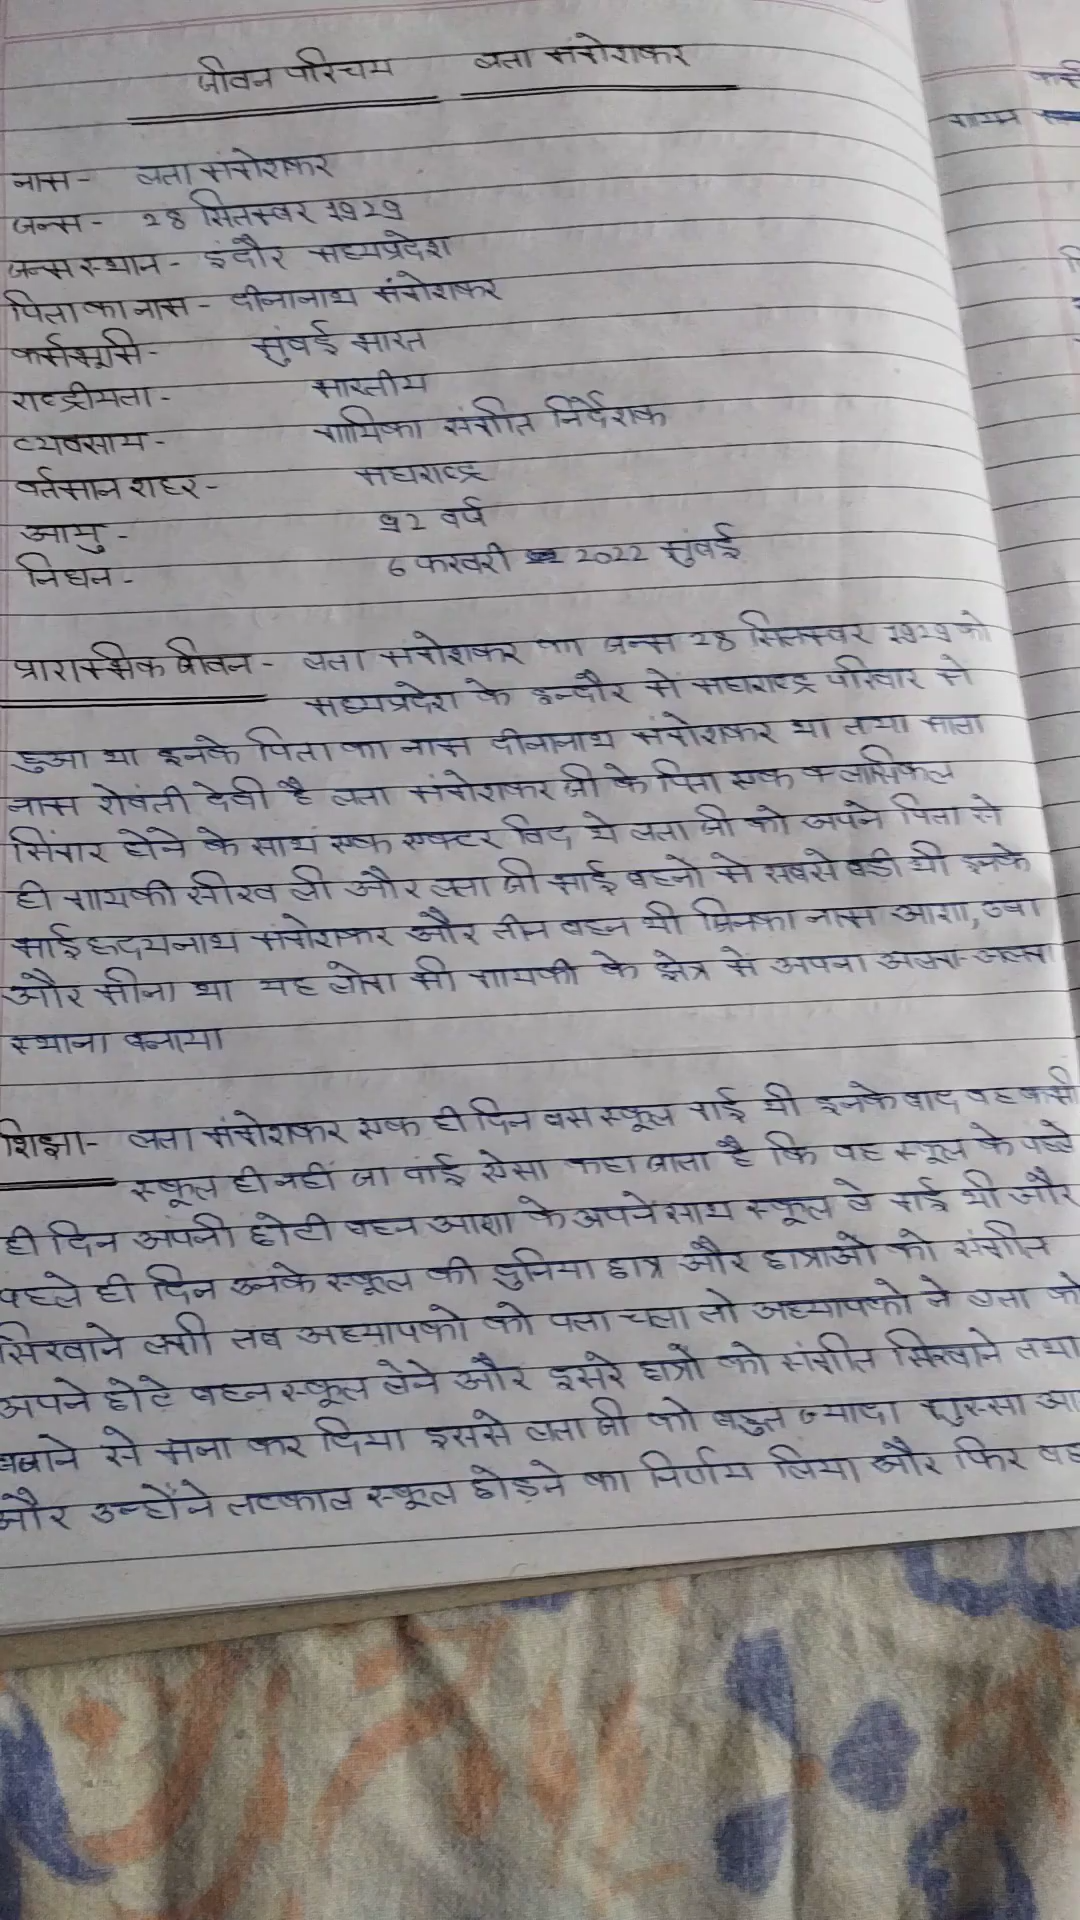 जीवन परिचय लता मंगेशकर
नाम - लता मंगेशकर
जन्म - 28 सितम्बर 1929
जन्म स्थान - इंदौर मध्यप्रदेश
पिता का नाम - दीनानाथ मंगेशकर
कर्मभूमि - मुंबई भारत
राष्ट्रीयता - भारतीय
व्यवसाय - गायिका संगीत निर्देशक
वर्तमान शहर - महाराष्ट्र
आयु - 92 वर्ष
निधन - 6 फरवरी 2022 मुंबई
प्रारम्भिक जीवन - लता मंगेशकर का जन्म 28 सितम्बर 1929 को
मध्यप्रदेश के इन्दौर में महाराष्ट्र परिवार मे
हुआ था इनके पिता का नाम दीनानाथ मंगेशकर था तथा माता
नाम शेवंती देवी है लता मंगेशकर जी के पिता एक क्लासिकल
सिंगर होने के साथ एक एक्टर विद थे लता जी को अपने पिता से
ही गायकी सीख ली और लता जी भाई बहनो मे सबसे बडी थी इनके
भाई हृदयनाथ मंगेशकर और तीन बहन थी जिनका नाम आशा, उषा
और मीना था यह लोग भी गायकी के क्षेत्र मे अपना अलग-अलग
स्थाना बनाया
शिक्षा - लता मंगेशकर एक ही दिन बस स्कूल गई थी इनके बाद वह कभी
स्कूल ही नहीं जा पाई ऐसा कहा जाता है कि वह स्कूल के पहले
ही दिन अपनी छोटी बहन आशा के अपने साथ स्कूल ले गई थी और
पहले ही दिन उनके स्कूल की दुनिया छात्र और छात्राओं को संगीत
सिखाने लगी तब अध्यापको को पता चला तो अध्यापको ने लता को
अपने छोटे बहन स्कूल लेने और दूसरे छात्रों को संगीत सिखाने तथा
से मना कर दिया इससे लता जी को बहुत ज्यादा गुस्सा आ
और उन्होंने तत्काल स्कूल छोड़ने का निर्णय लिया और फिर वह
गायन